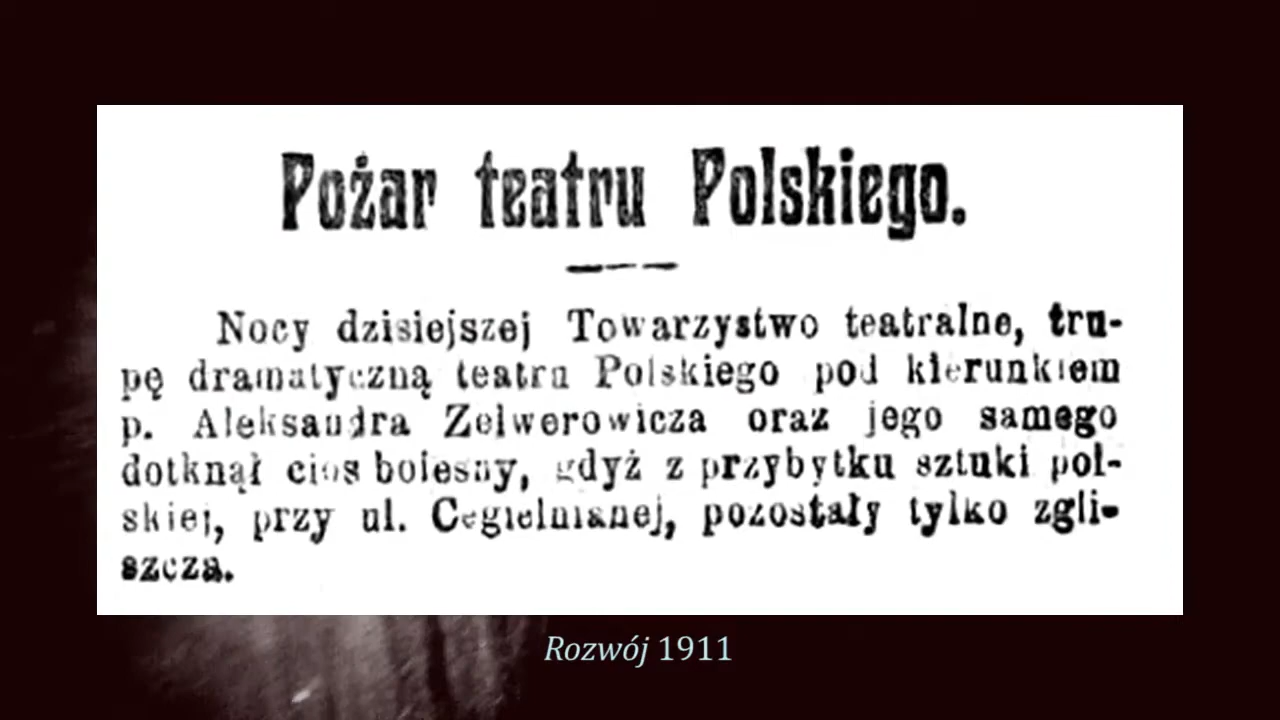 Pożar teatru Polskiego.
Nocy dzisiejszej Towarzystwo teatralne, tru-
pę dramatyczną teatru Polskiego pod kierunkiem
p. Aleksandra Zelwerowicza oraz jego samego
dotknął cios bolesny, gdyż z przybytku sztuki pol-
skiej, przy ul. Cegielnianej, pozostały tylko zgli-
szcza.
Rozwój 1911